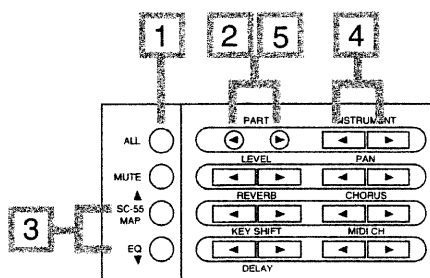 1 2 5 4
PART INSTRUMENT
ALL
LEVEL PAN
MUTE
REVERB CHORUS
3 SC-55
MAP
KEY SHIFT MIDI CH
EQ
DELAY